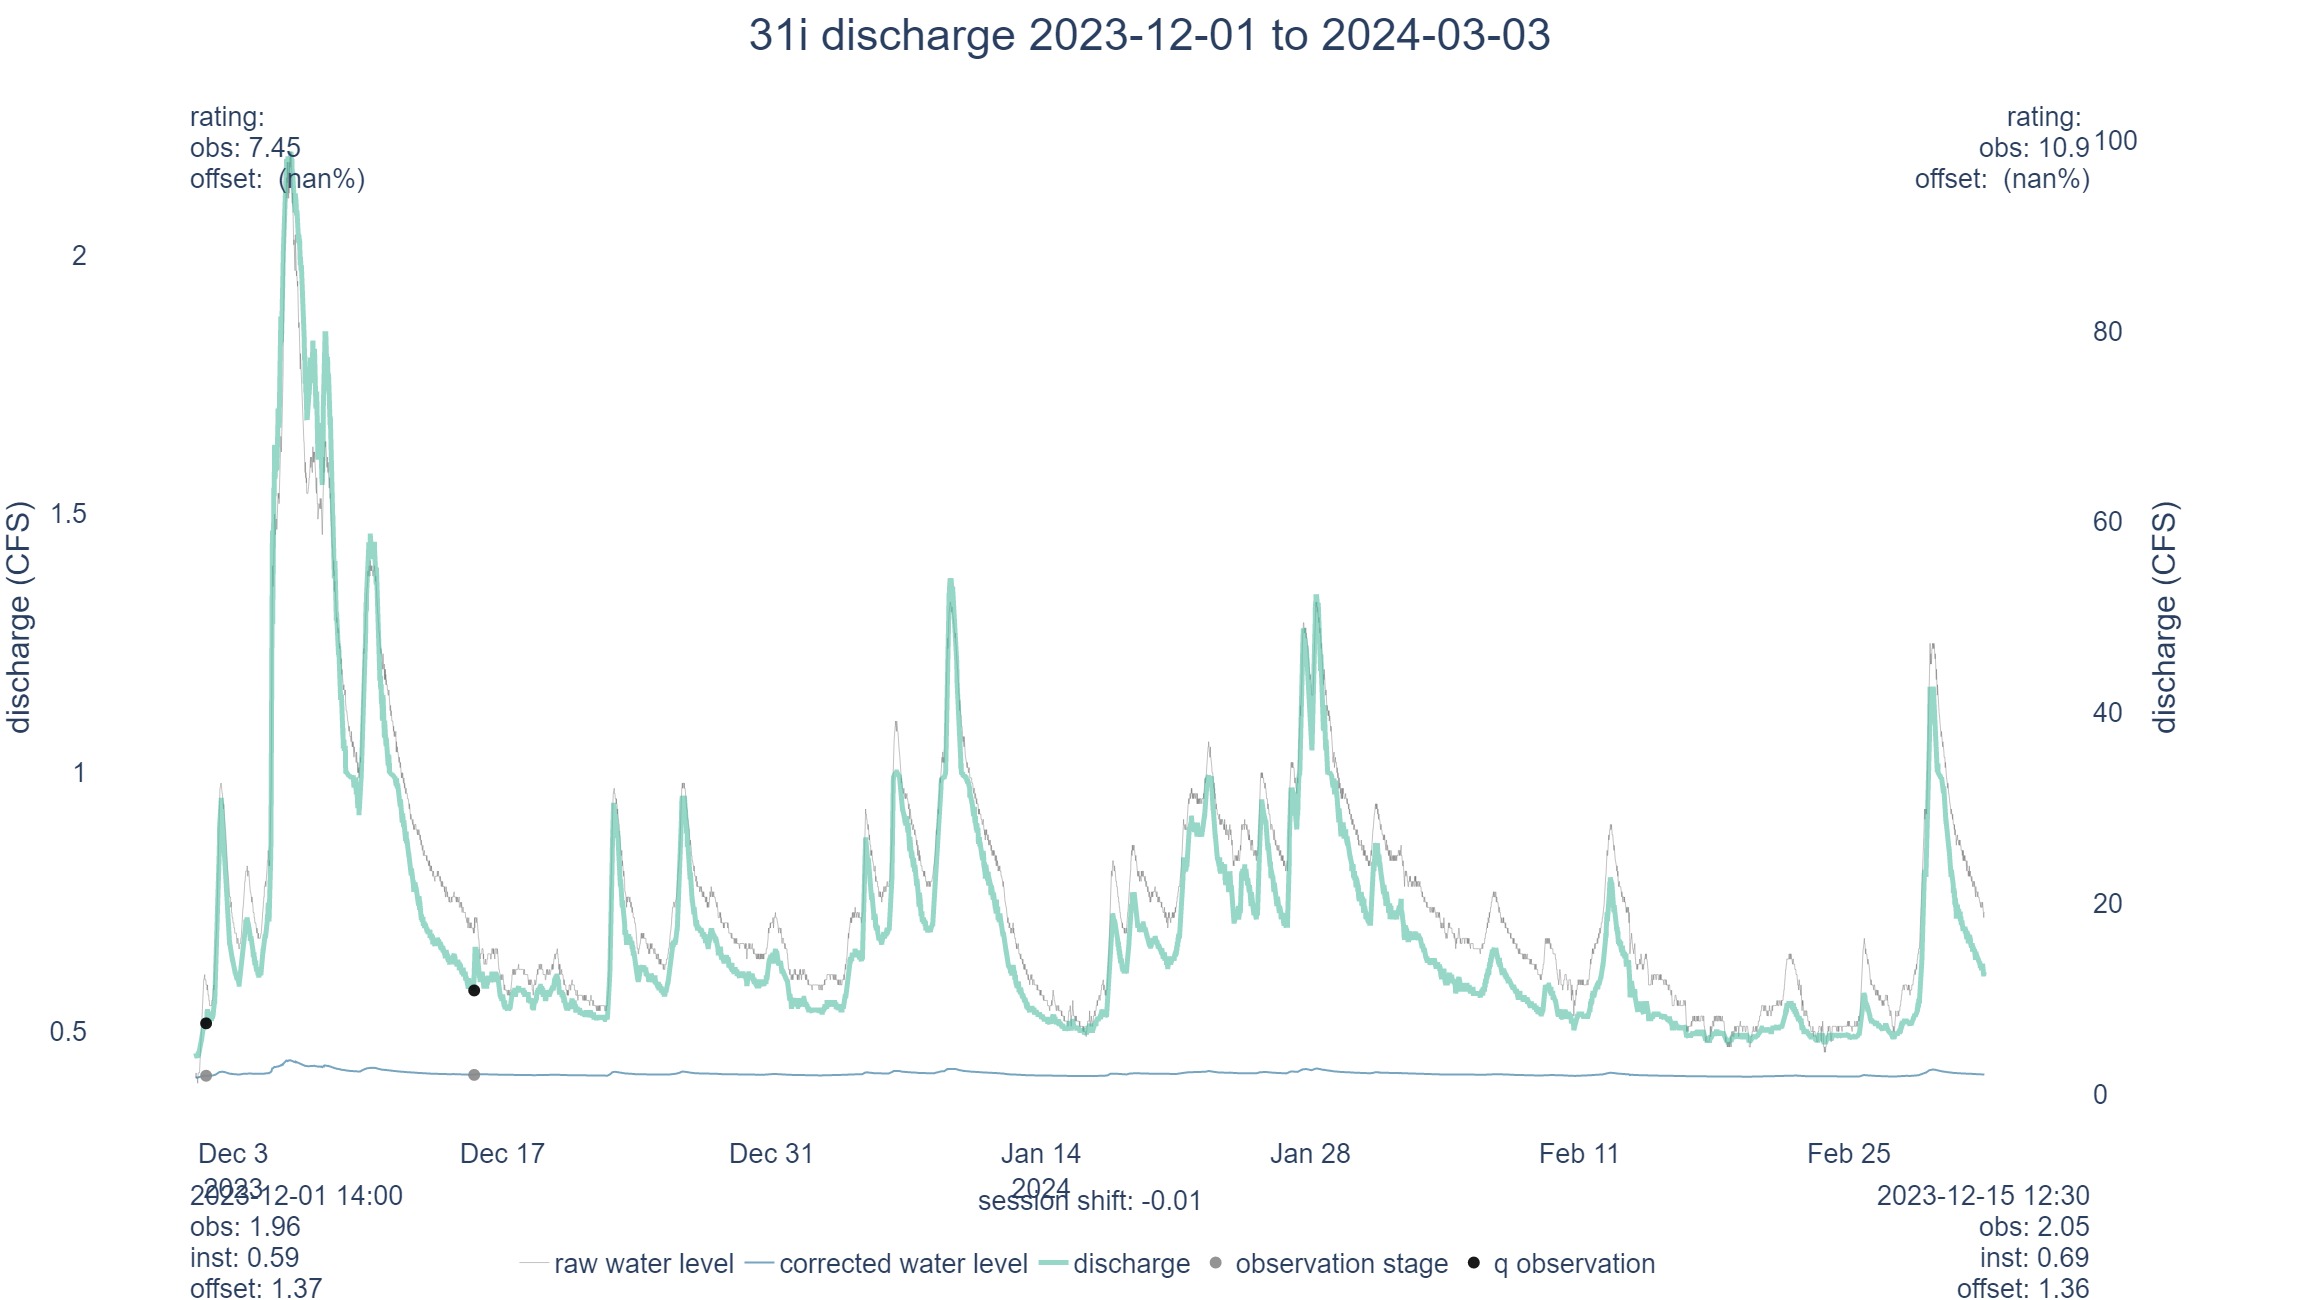 31i discharge 2023-12-01 to 2024-03-03
rating:
obs: 7.45
offset:  (nan%)
rating:
obs: 10.9
offset:  (nan%)
discharge (CFS)
2
1.5
1
0.5
100
80
60
40
20
0
discharge (CFS)
Dec 3
2023
Dec 17
Dec 31
Jan 14
2024
Jan 28
Feb 11
Feb 25
2023-12-01 14:00
obs: 1.96
inst: 0.59
offset: 1.37
session shift: -0.01
2023-12-15 12:30
obs: 2.05
inst: 0.69
offset: 1.36
raw water level
corrected water level
discharge
observation stage
q observation